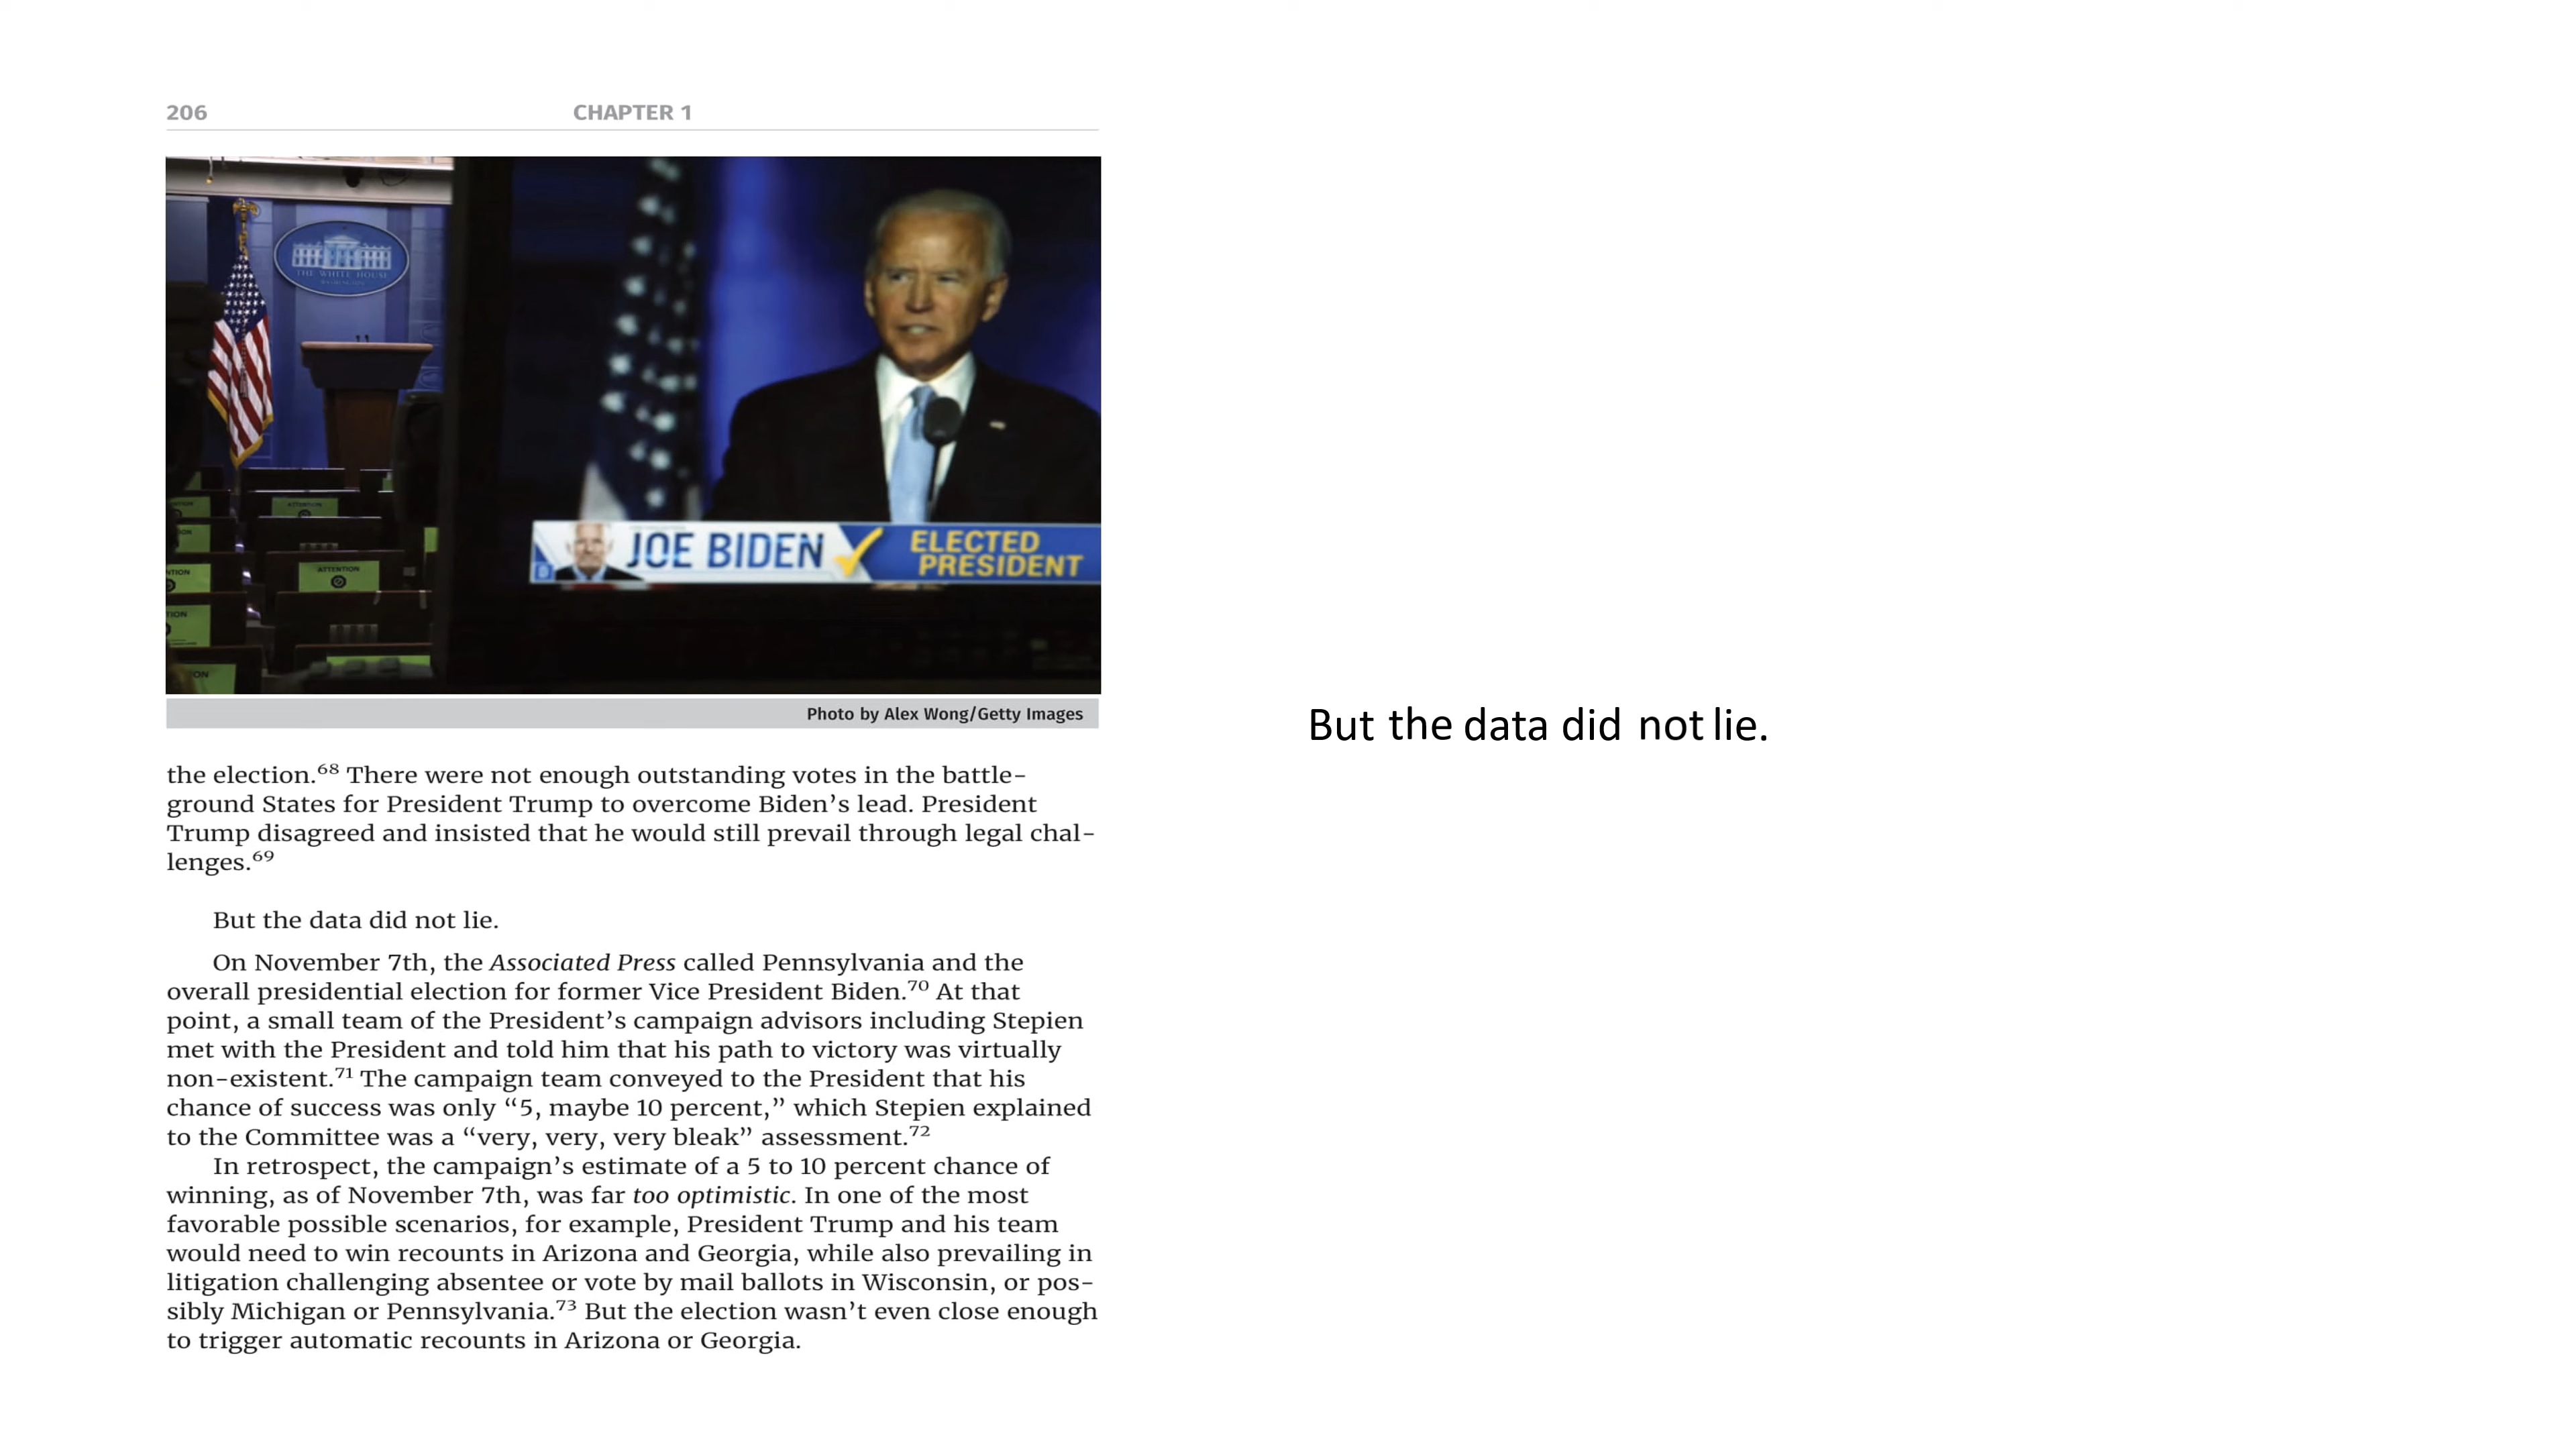 206 CHAPTER 1
THE WHITE HOUSE
ATTENTION
ATTENTION
JOE BIDEN ELECTED
PRESIDENT
D
Photo by Alex Wong/Getty Images
the election.⁶⁸ There were not enough outstanding votes in the battle-
ground States for President Trump to overcome Biden’s lead. President
Trump disagreed and insisted that he would still prevail through legal chal-
lenges.⁶⁹
But the data did not lie.
On November 7th, the Associated Press called Pennsylvania and the
overall presidential election for former Vice President Biden.⁷⁰ At that
point, a small team of the President’s campaign advisors including Stepien
met with the President and told him that his path to victory was virtually
non-existent.⁷¹ The campaign team conveyed to the President that his
chance of success was only “5, maybe 10 percent,” which Stepien explained
to the Committee was a “very, very, very bleak” assessment.⁷²
In retrospect, the campaign’s estimate of a 5 to 10 percent chance of
winning, as of November 7th, was far too optimistic. In one of the most
favorable possible scenarios, for example, President Trump and his team
would need to win recounts in Arizona and Georgia, while also prevailing in
litigation challenging absentee or vote by mail ballots in Wisconsin, or pos-
sibly Michigan or Pennsylvania.⁷³ But the election wasn’t even close enough
to trigger automatic recounts in Arizona or Georgia.
But the data did not lie.